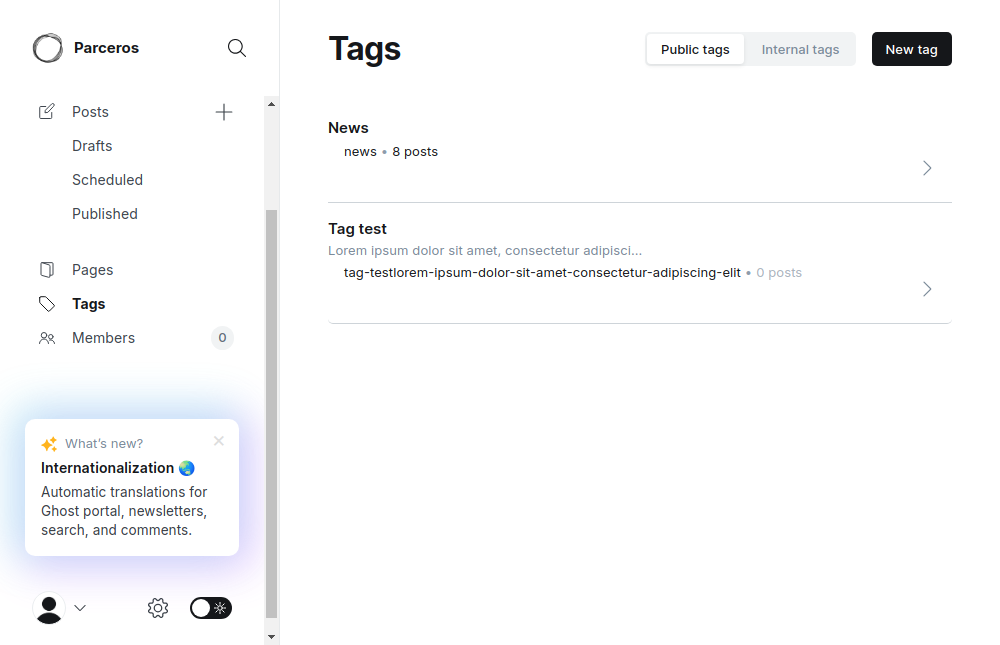 Parceros
Posts
Drafts
Scheduled
Published
Pages
Tags
Members
0
What's new?
Internationalization 🌏
Automatic translations for
Ghost portal, newsletters,
search, and comments.
Tags
Public tags
Internal tags
New tag
News
news • 8 posts
Tag test
Lorem ipsum dolor sit amet, consectetur adipisci...
tag-testlorem-ipsum-dolor-sit-amet-consectetur-adipiscing-elit • 0 posts